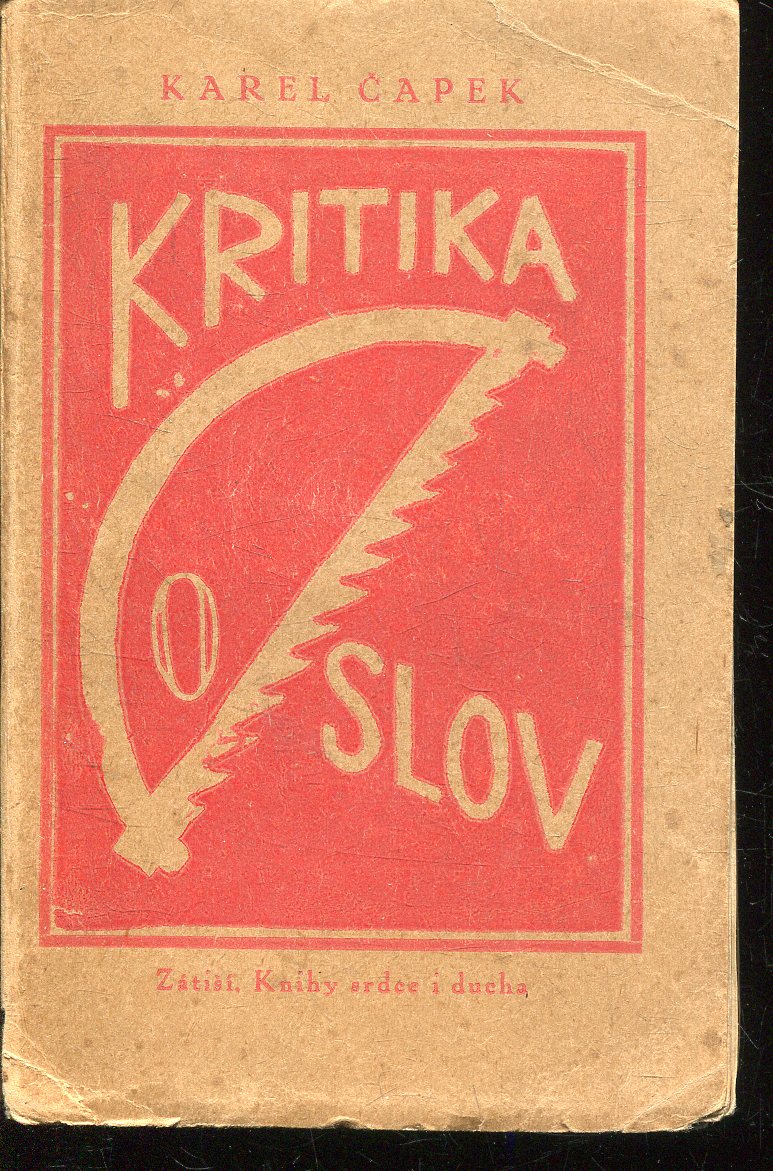 KAREL ČAPEK
KRITIKA
O
SLOV
Zátiší, Knihy srdce i ducha